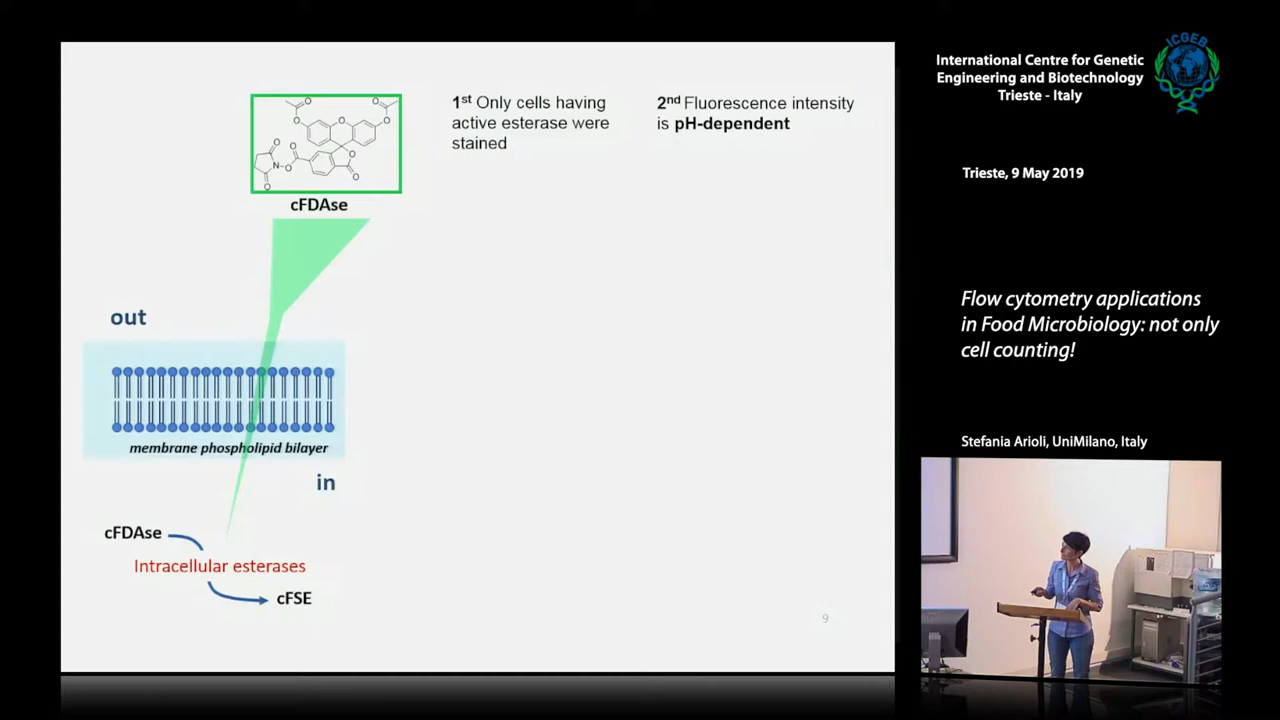 1st Only cells having
active esterase were
stained
2nd Fluorescence intensity
is pH-dependent
O
O
O
O
O
O
O
N
O
O
O
O
cFDAse
out
membrane phospholipid bilayer
in
cFDAse
Intracellular esterases
cFSE
9
International Centre for Genetic
Engineering and Biotechnology
Trieste - Italy
ICGEB
Trieste, 9 May 2019
Flow cytometry applications
in Food Microbiology: not only
cell counting!
Stefania Arioli, UniMilano, Italy